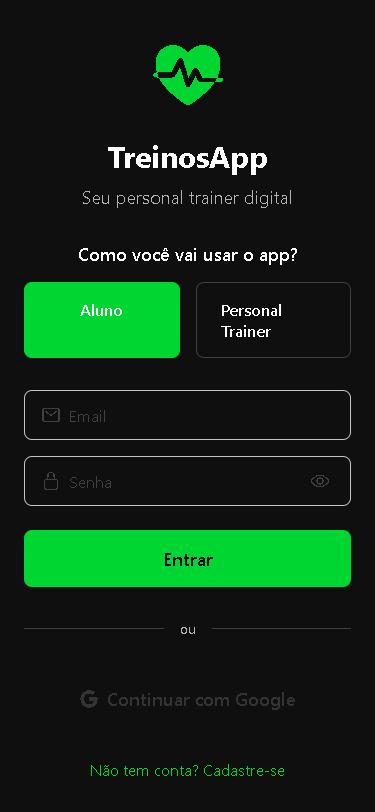 TreinosApp
Seu personal trainer digital
Como você vai usar o app?
Aluno
Personal
Trainer
Email
Senha
Entrar
ou
Continuar com Google
Não tem conta? Cadastre-se